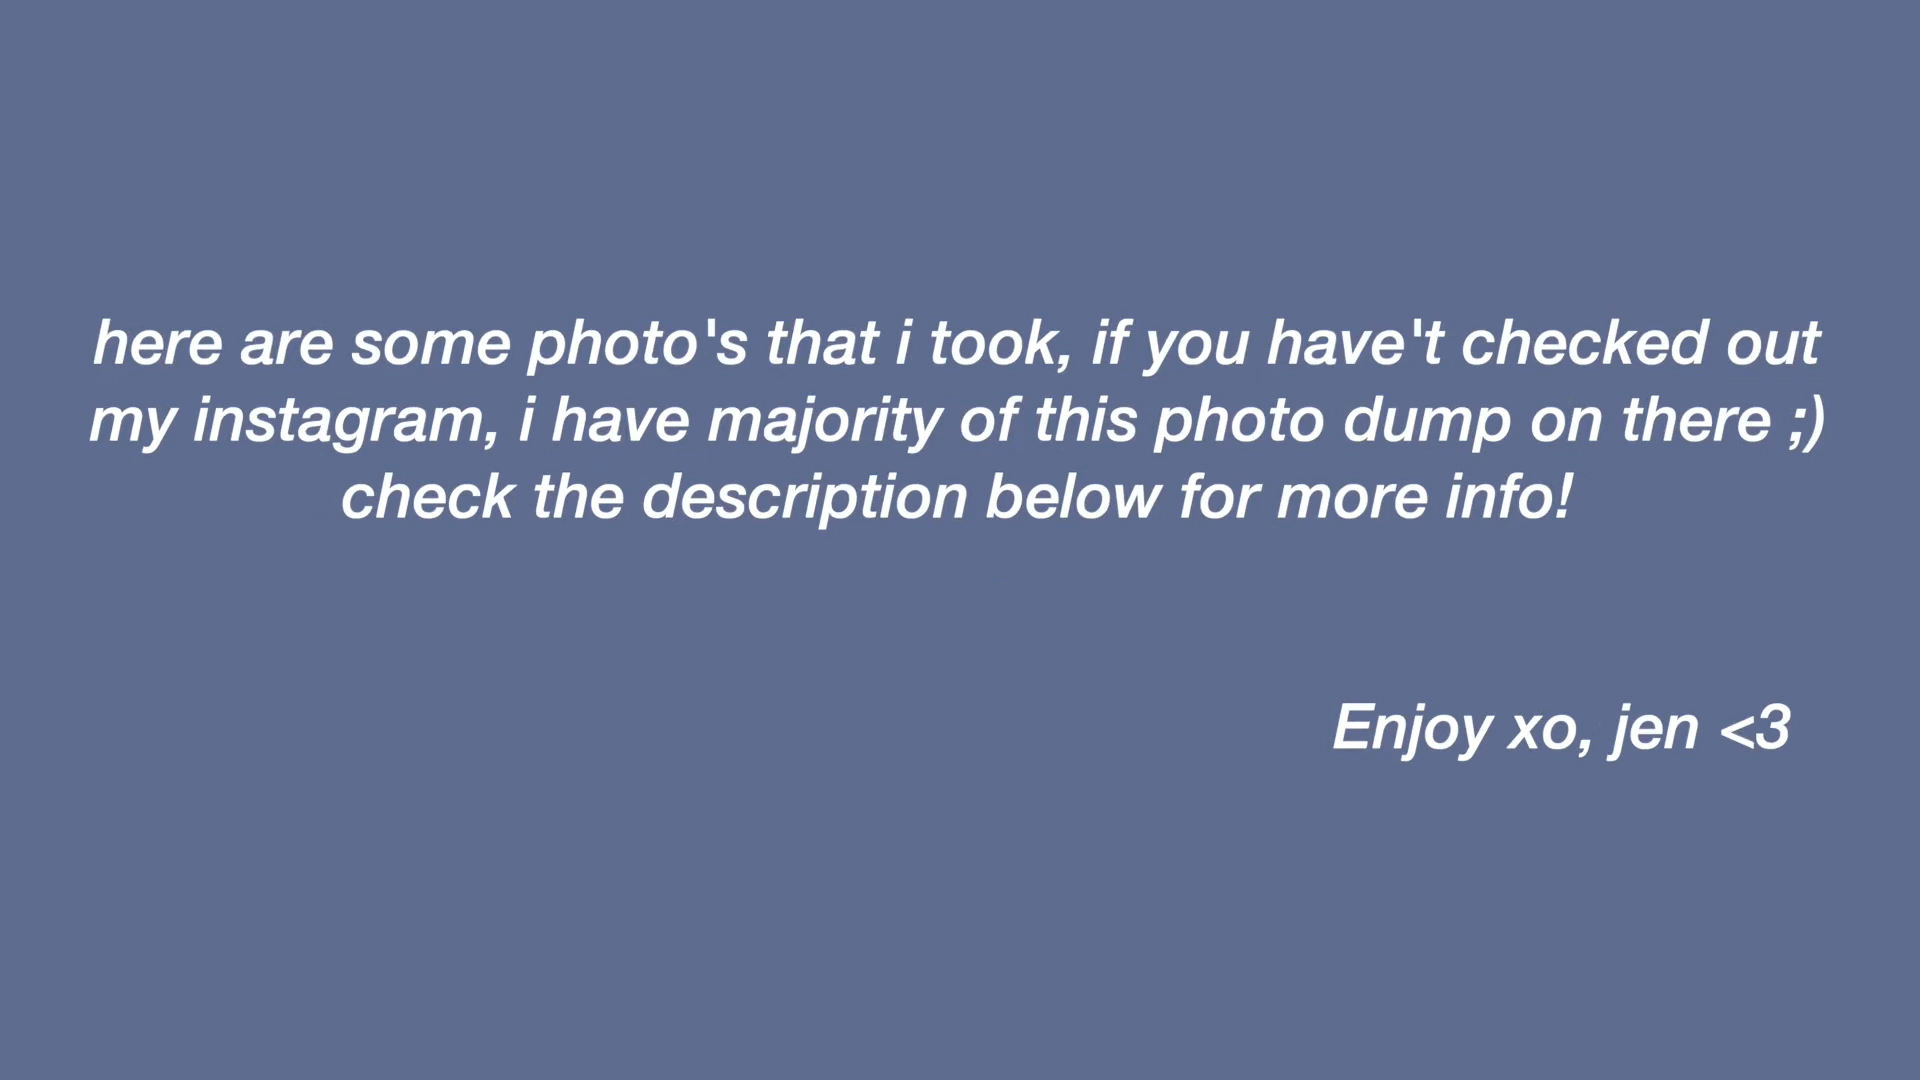 here are some photo's that i took, if you have't checked out
my instagram, i have majority of this photo dump on there ;)
check the description below for more info!
Enjoy xo, jen <3